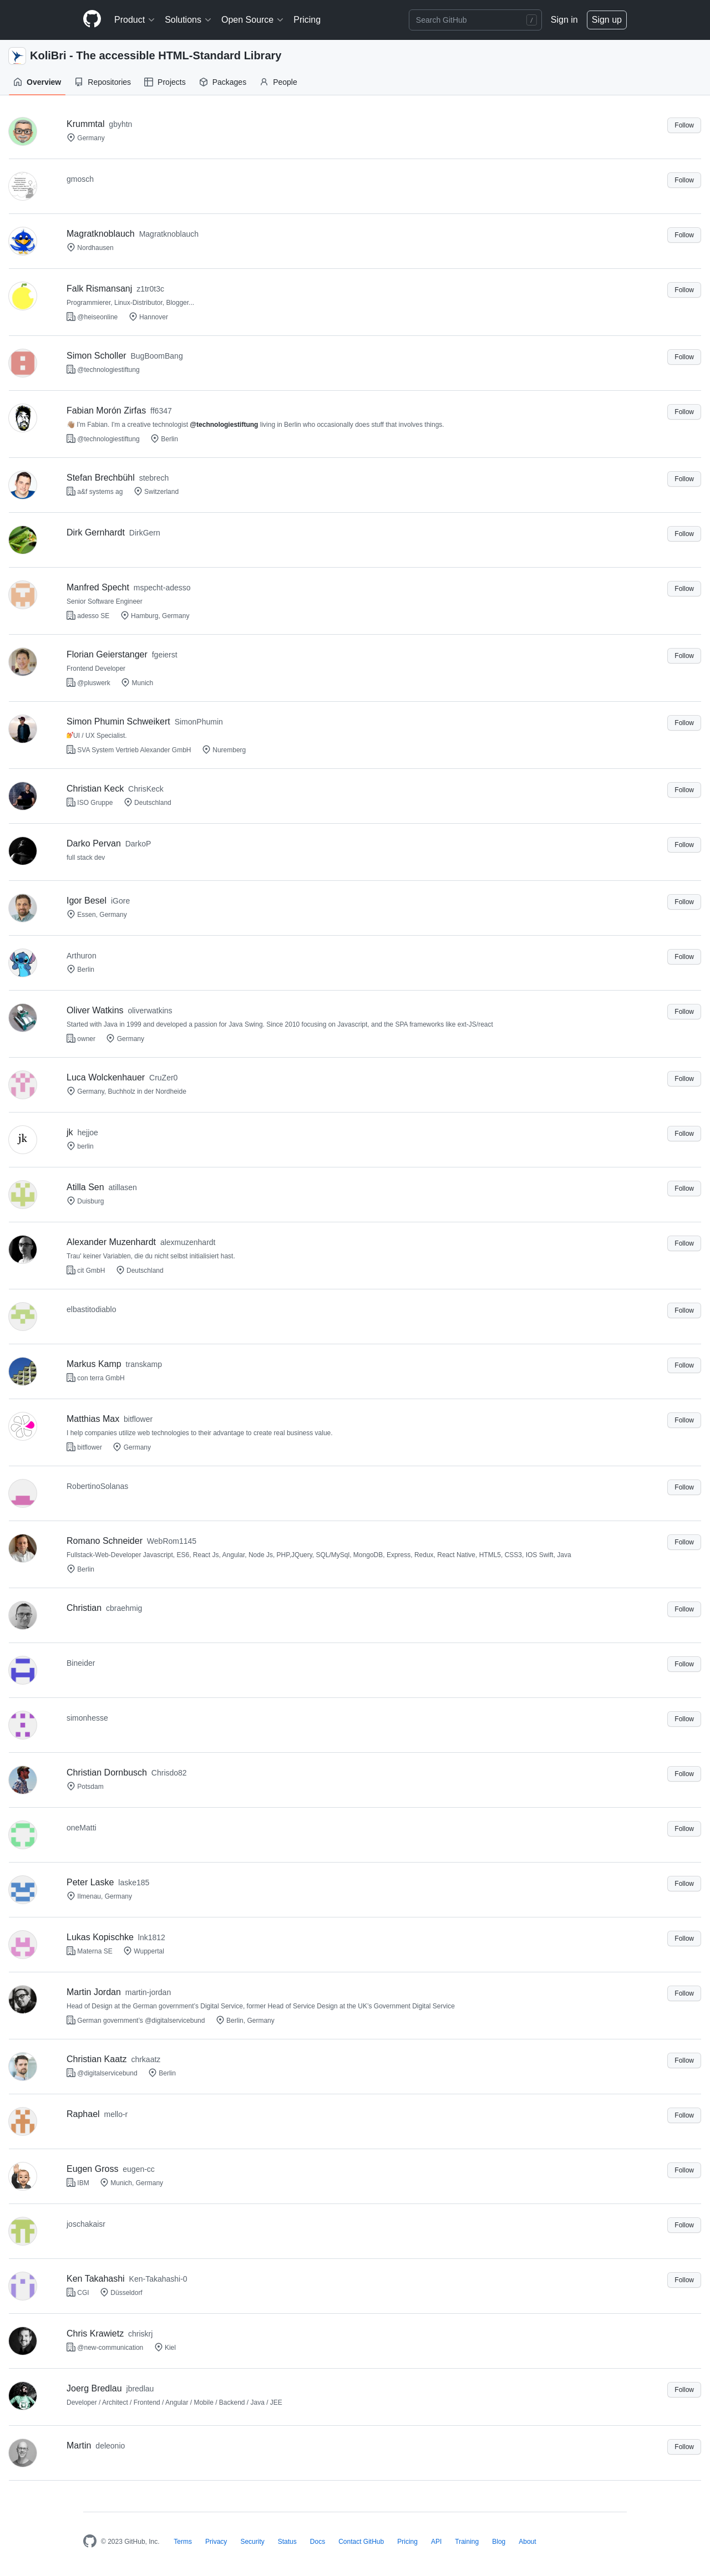 Product Solutions Open Source Pricing Search GitHub / Sign in Sign up
KoliBri - The accessible HTML-Standard Library
Overview Repositories Projects Packages People
Krummtal gbyhtn Follow
Germany
gmosch Follow
Magratknoblauch Magratknoblauch Follow
Nordhausen
Falk Rismansanj z1tr0t3c Follow
Programmierer, Linux-Distributor, Blogger...
@heiseonline Hannover
Simon Scholler BugBoomBang Follow
@technologiestiftung
Fabian Morón Zirfas ff6347 Follow
👋🏽 I'm Fabian. I'm a creative technologist @technologiestiftung living in Berlin who occasionally does stuff that involves things.
@technologiestiftung Berlin
Stefan Brechbühl stebrech Follow
a&f systems ag Switzerland
Dirk Gernhardt DirkGern Follow
Manfred Specht mspecht-adesso Follow
Senior Software Engineer
adesso SE Hamburg, Germany
Florian Geierstanger fgeierst Follow
Frontend Developer
@pluswerk Munich
Simon Phumin Schweikert SimonPhumin Follow
UI / UX Specialist.
SVA System Vertrieb Alexander GmbH Nuremberg
Christian Keck ChrisKeck Follow
ISO Gruppe Deutschland
Darko Pervan DarkoP Follow
full stack dev
Igor Besel iGore Follow
Essen, Germany
Arthuron Follow
Berlin
Oliver Watkins oliverwatkins Follow
Started with Java in 1999 and developed a passion for Java Swing. Since 2010 focusing on Javascript, and the SPA frameworks like ext-JS/react
owner Germany
Luca Wolckenhauer CruZer0 Follow
Germany, Buchholz in der Nordheide
jk
jk hejjoe Follow
berlin
Atilla Sen atillasen Follow
Duisburg
Alexander Muzenhardt alexmuzenhardt Follow
Trau' keiner Variablen, die du nicht selbst initialisiert hast.
cit GmbH Deutschland
elbastitodiablo Follow
Markus Kamp transkamp Follow
con terra GmbH
Matthias Max bitflower Follow
I help companies utilize web technologies to their advantage to create real business value.
bitflower Germany
RobertinoSolanas Follow
Romano Schneider WebRom1145 Follow
Fullstack-Web-Developer Javascript, ES6, React Js, Angular, Node Js, PHP,JQuery, SQL/MySql, MongoDB, Express, Redux, React Native, HTML5, CSS3, IOS Swift, Java
Berlin
Christian cbraehmig Follow
Bineider Follow
simonhesse Follow
Christian Dornbusch Chrisdo82 Follow
Potsdam
oneMatti Follow
Peter Laske laske185 Follow
Ilmenau, Germany
Lukas Kopischke lnk1812 Follow
Materna SE Wuppertal
Martin Jordan martin-jordan Follow
Head of Design at the German government's Digital Service, former Head of Service Design at the UK's Government Digital Service
German government's @digitalservicebund Berlin, Germany
Christian Kaatz chrkaatz Follow
@digitalservicebund Berlin
Raphael mello-r Follow
Eugen Gross eugen-cc Follow
IBM Munich, Germany
joschakaisr Follow
Ken Takahashi Ken-Takahashi-0 Follow
CGI Düsseldorf
Chris Krawietz chriskrj Follow
@new-communication Kiel
Joerg Bredlau jbredlau Follow
Developer / Architect / Frontend / Angular / Mobile / Backend / Java / JEE
Martin deleonio Follow
© 2023 GitHub, Inc. Terms Privacy Security Status Docs Contact GitHub Pricing API Training Blog About